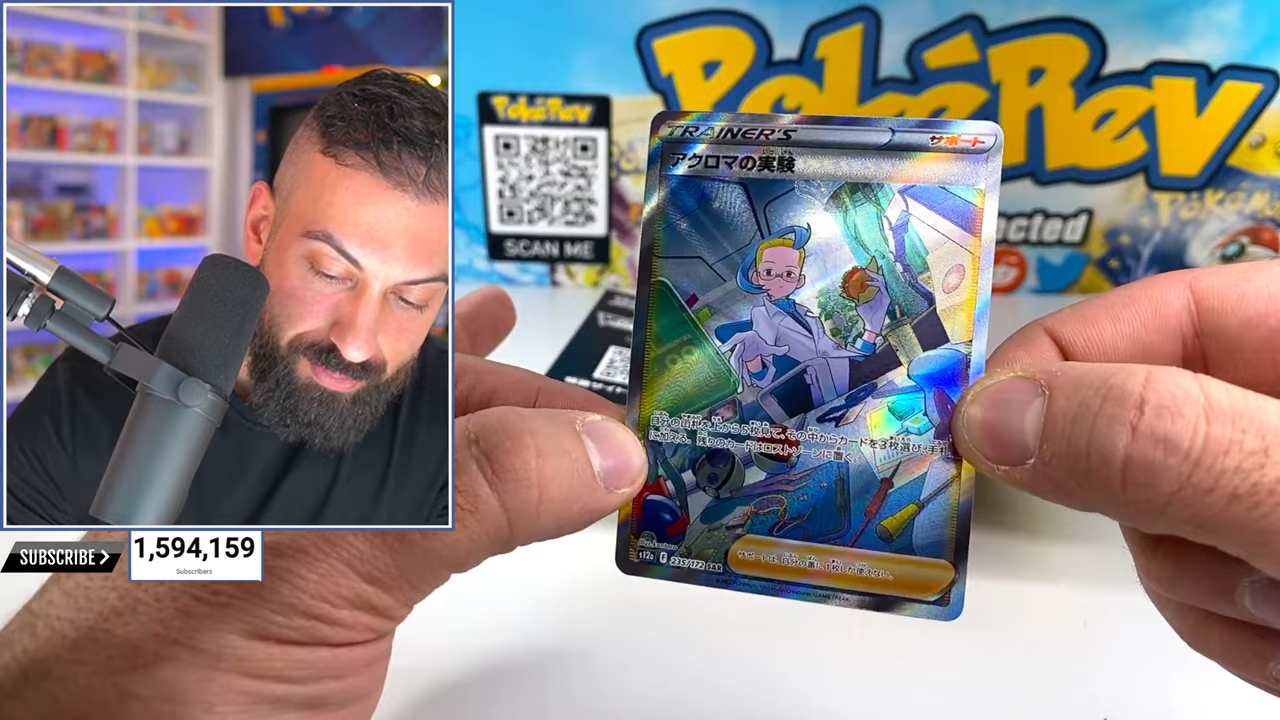 PokéRev
PokéRev
SCAN ME
TRAINER'S
サポート
アクロマの実験
自分の山札を上から5枚見て、その中からカードを3枚選び、手札
に加える。残りのカードはロストゾーンに置く。
サポートは、自分の番に1枚しか使えない。
s12a F 235/172 SAR
SUBSCRIBE
1,594,159
Subscribers